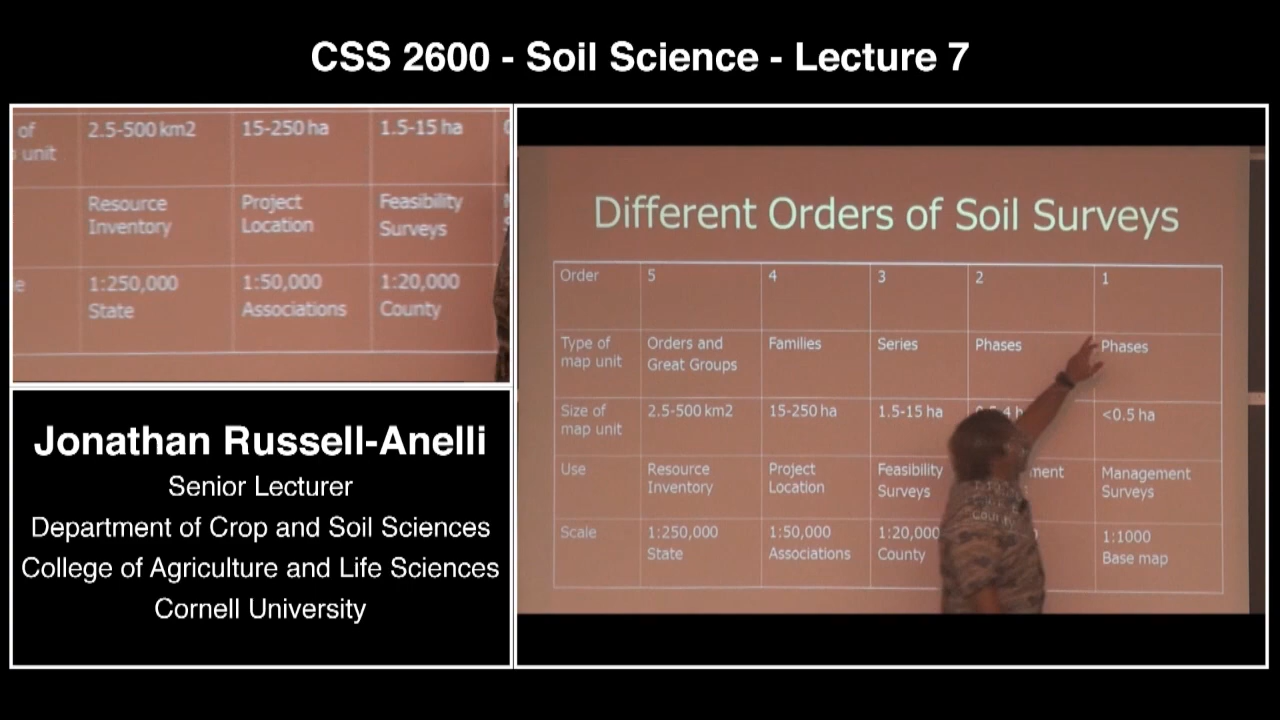 CSS 2600 - Soil Science - Lecture 7
of
unit
2.5-500 km2
15-250 ha
1.5-15 ha
Resource
Inventory
Project
Location
Feasibility
Surveys
1:250,000
State
1:50,000
Associations
1:20,000
County
Jonathan Russell-Anelli
Senior Lecturer
Department of Crop and Soil Sciences
College of Agriculture and Life Sciences
Cornell University
Different Orders of Soil Surveys
Order 5 4 3 2 1
Type of
map unit
Orders and
Great Groups
Families
Series
Phases
Phases
Size of
map unit
2.5-500 km2
15-250 ha
1.5-15 ha
<0.5 ha
Use
Resource
Inventory
Project
Location
Feasibility
Surveys
Management
Surveys
Scale
1:250,000
State
1:50,000
Associations
1:20,000
County
1:1000
Base map